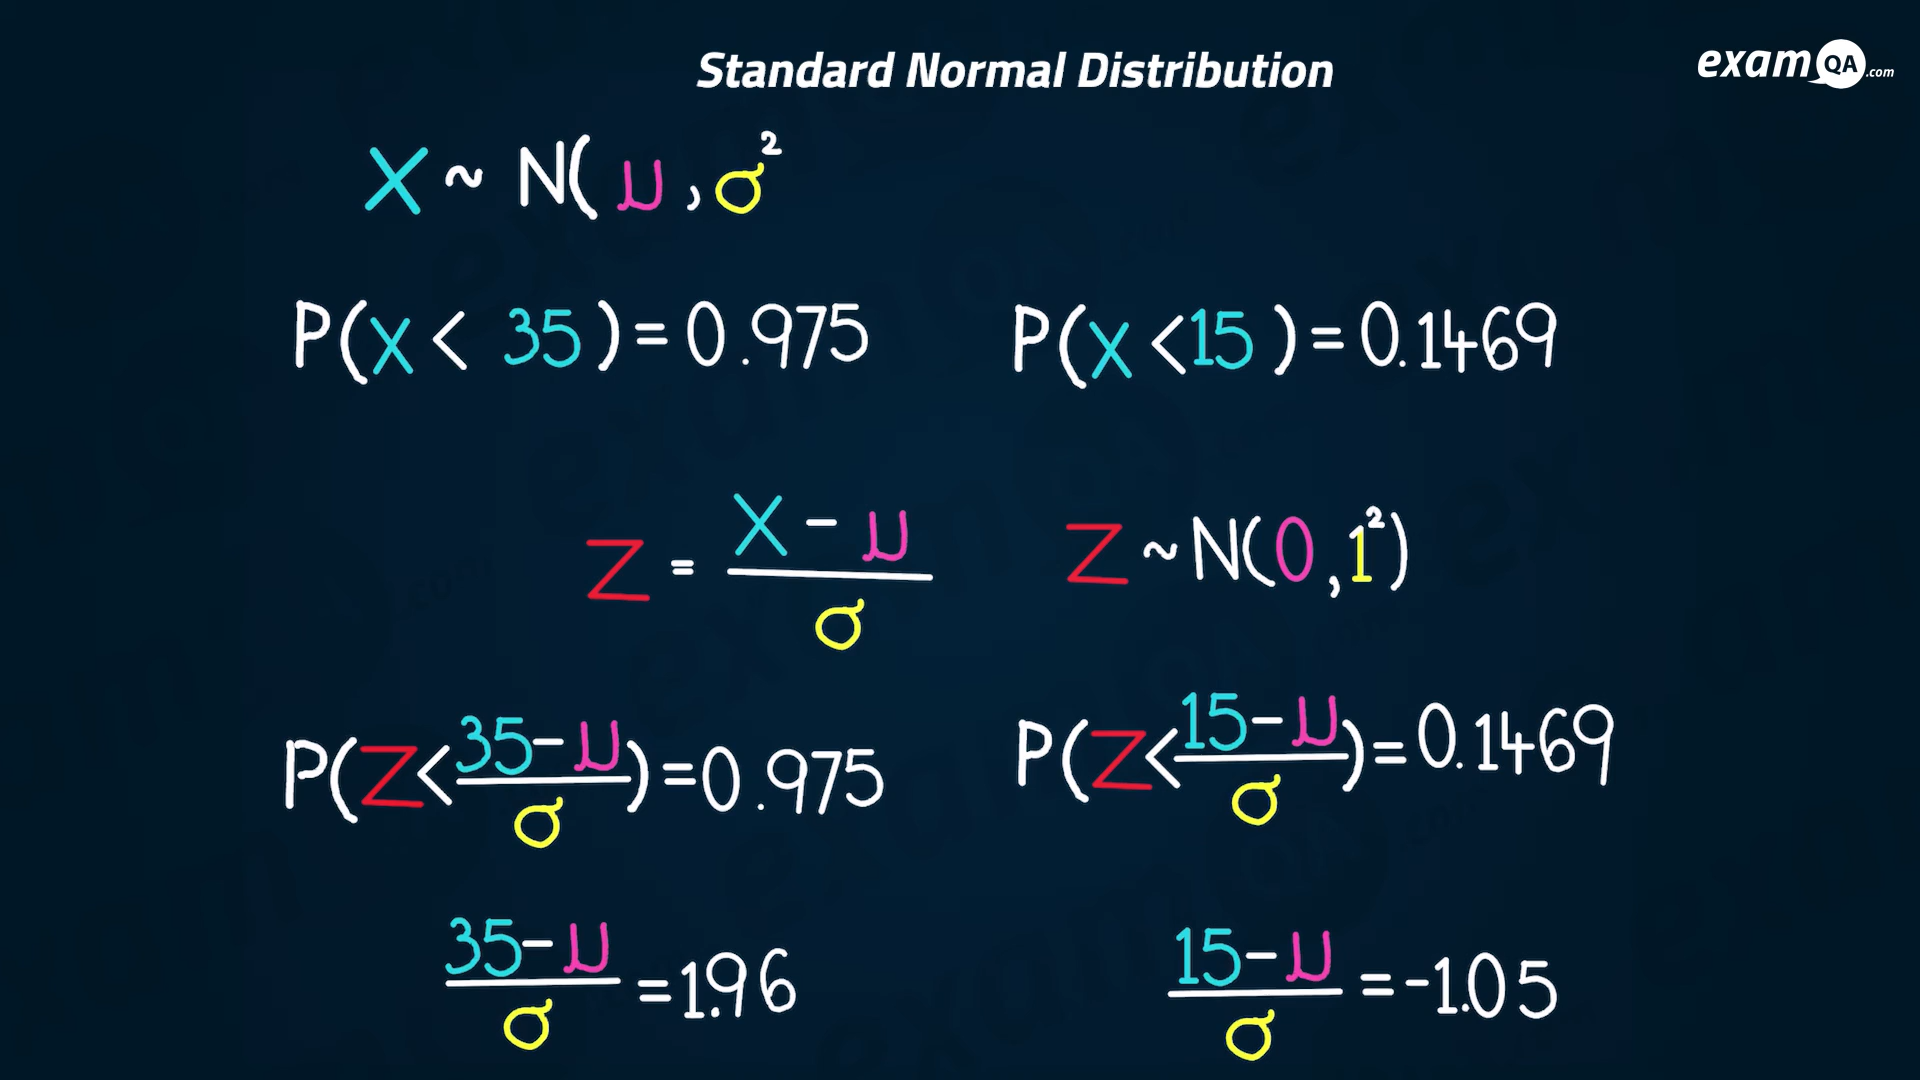 Standard Normal Distribution
examQA.com
X ~ N( μ , σ²
P(X < 35) = 0.975
P(X < 15) = 0.1469
Z = (X - μ) / σ
Z ~ N(0, 1²)
P(Z < (35 - μ) / σ) = 0.975
P(Z < (15 - μ) / σ) = 0.1469
(35 - μ) / σ = 1.96
(15 - μ) / σ = -1.05